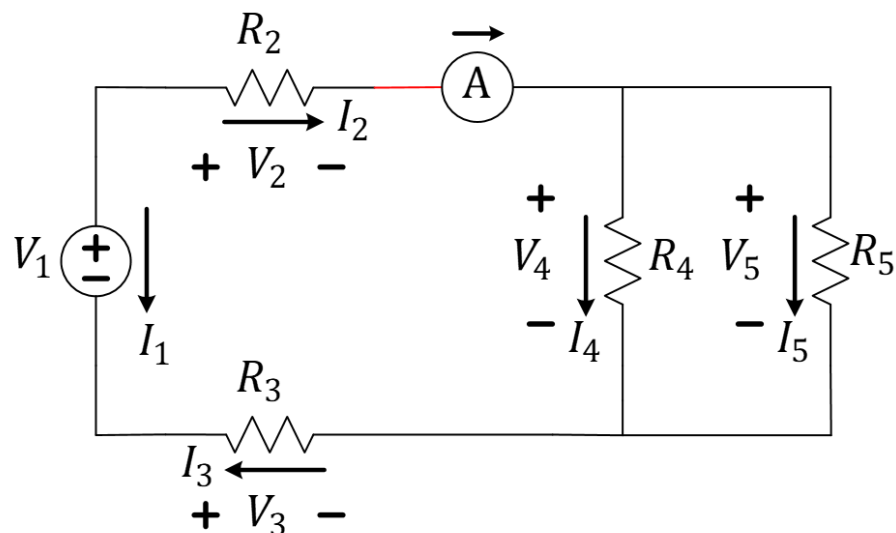 R₂
A
I₂
+ V₂ −
V₁
+
−
I₁
+
V₄
−
I₄
R₄
+
V₅
−
I₅
R₅
R₃
I₃
+ V₃ −